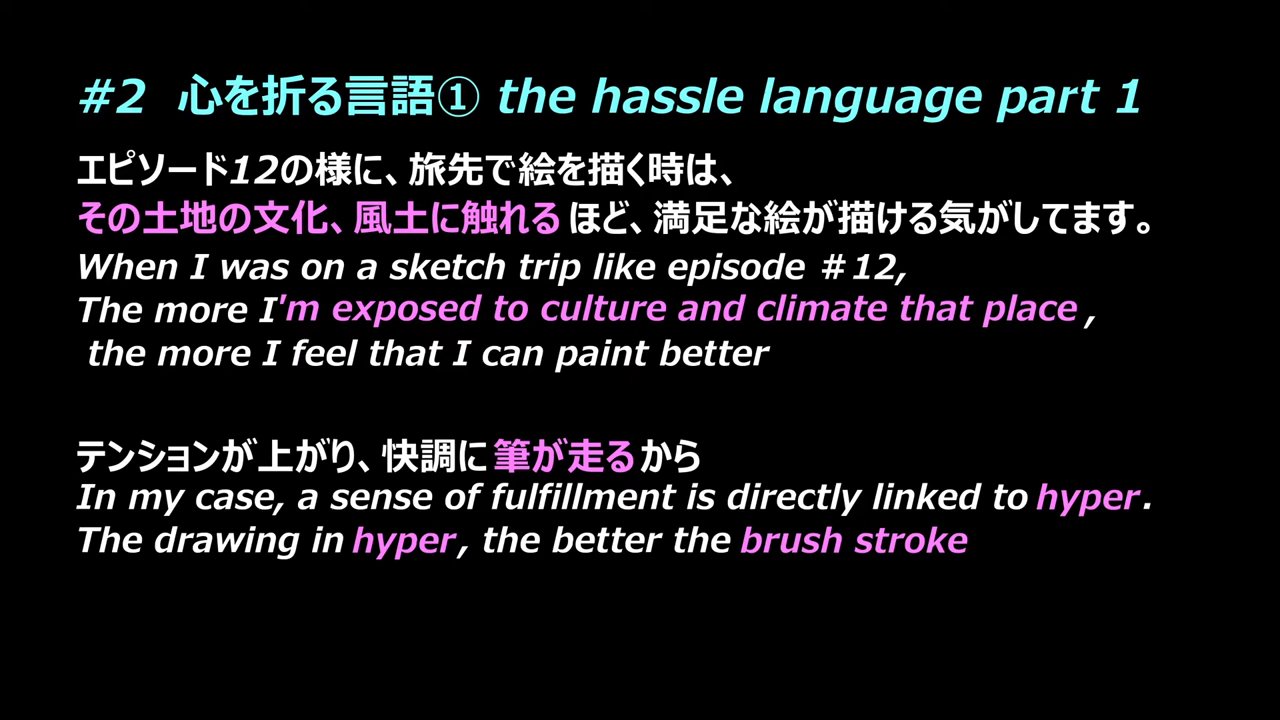 #2 心を折る言語① the hassle language part 1
エピソード12の様に、旅先で絵を描く時は、
その土地の文化、風土に触れるほど、満足な絵が描ける気がしてます。
When I was on a sketch trip like episode #12,
The more I'm exposed to culture and climate that place,
the more I feel that I can paint better
テンションが上がり、快調に筆が走るから
In my case, a sense of fulfillment is directly linked to hyper.
The drawing in hyper, the better the brush stroke